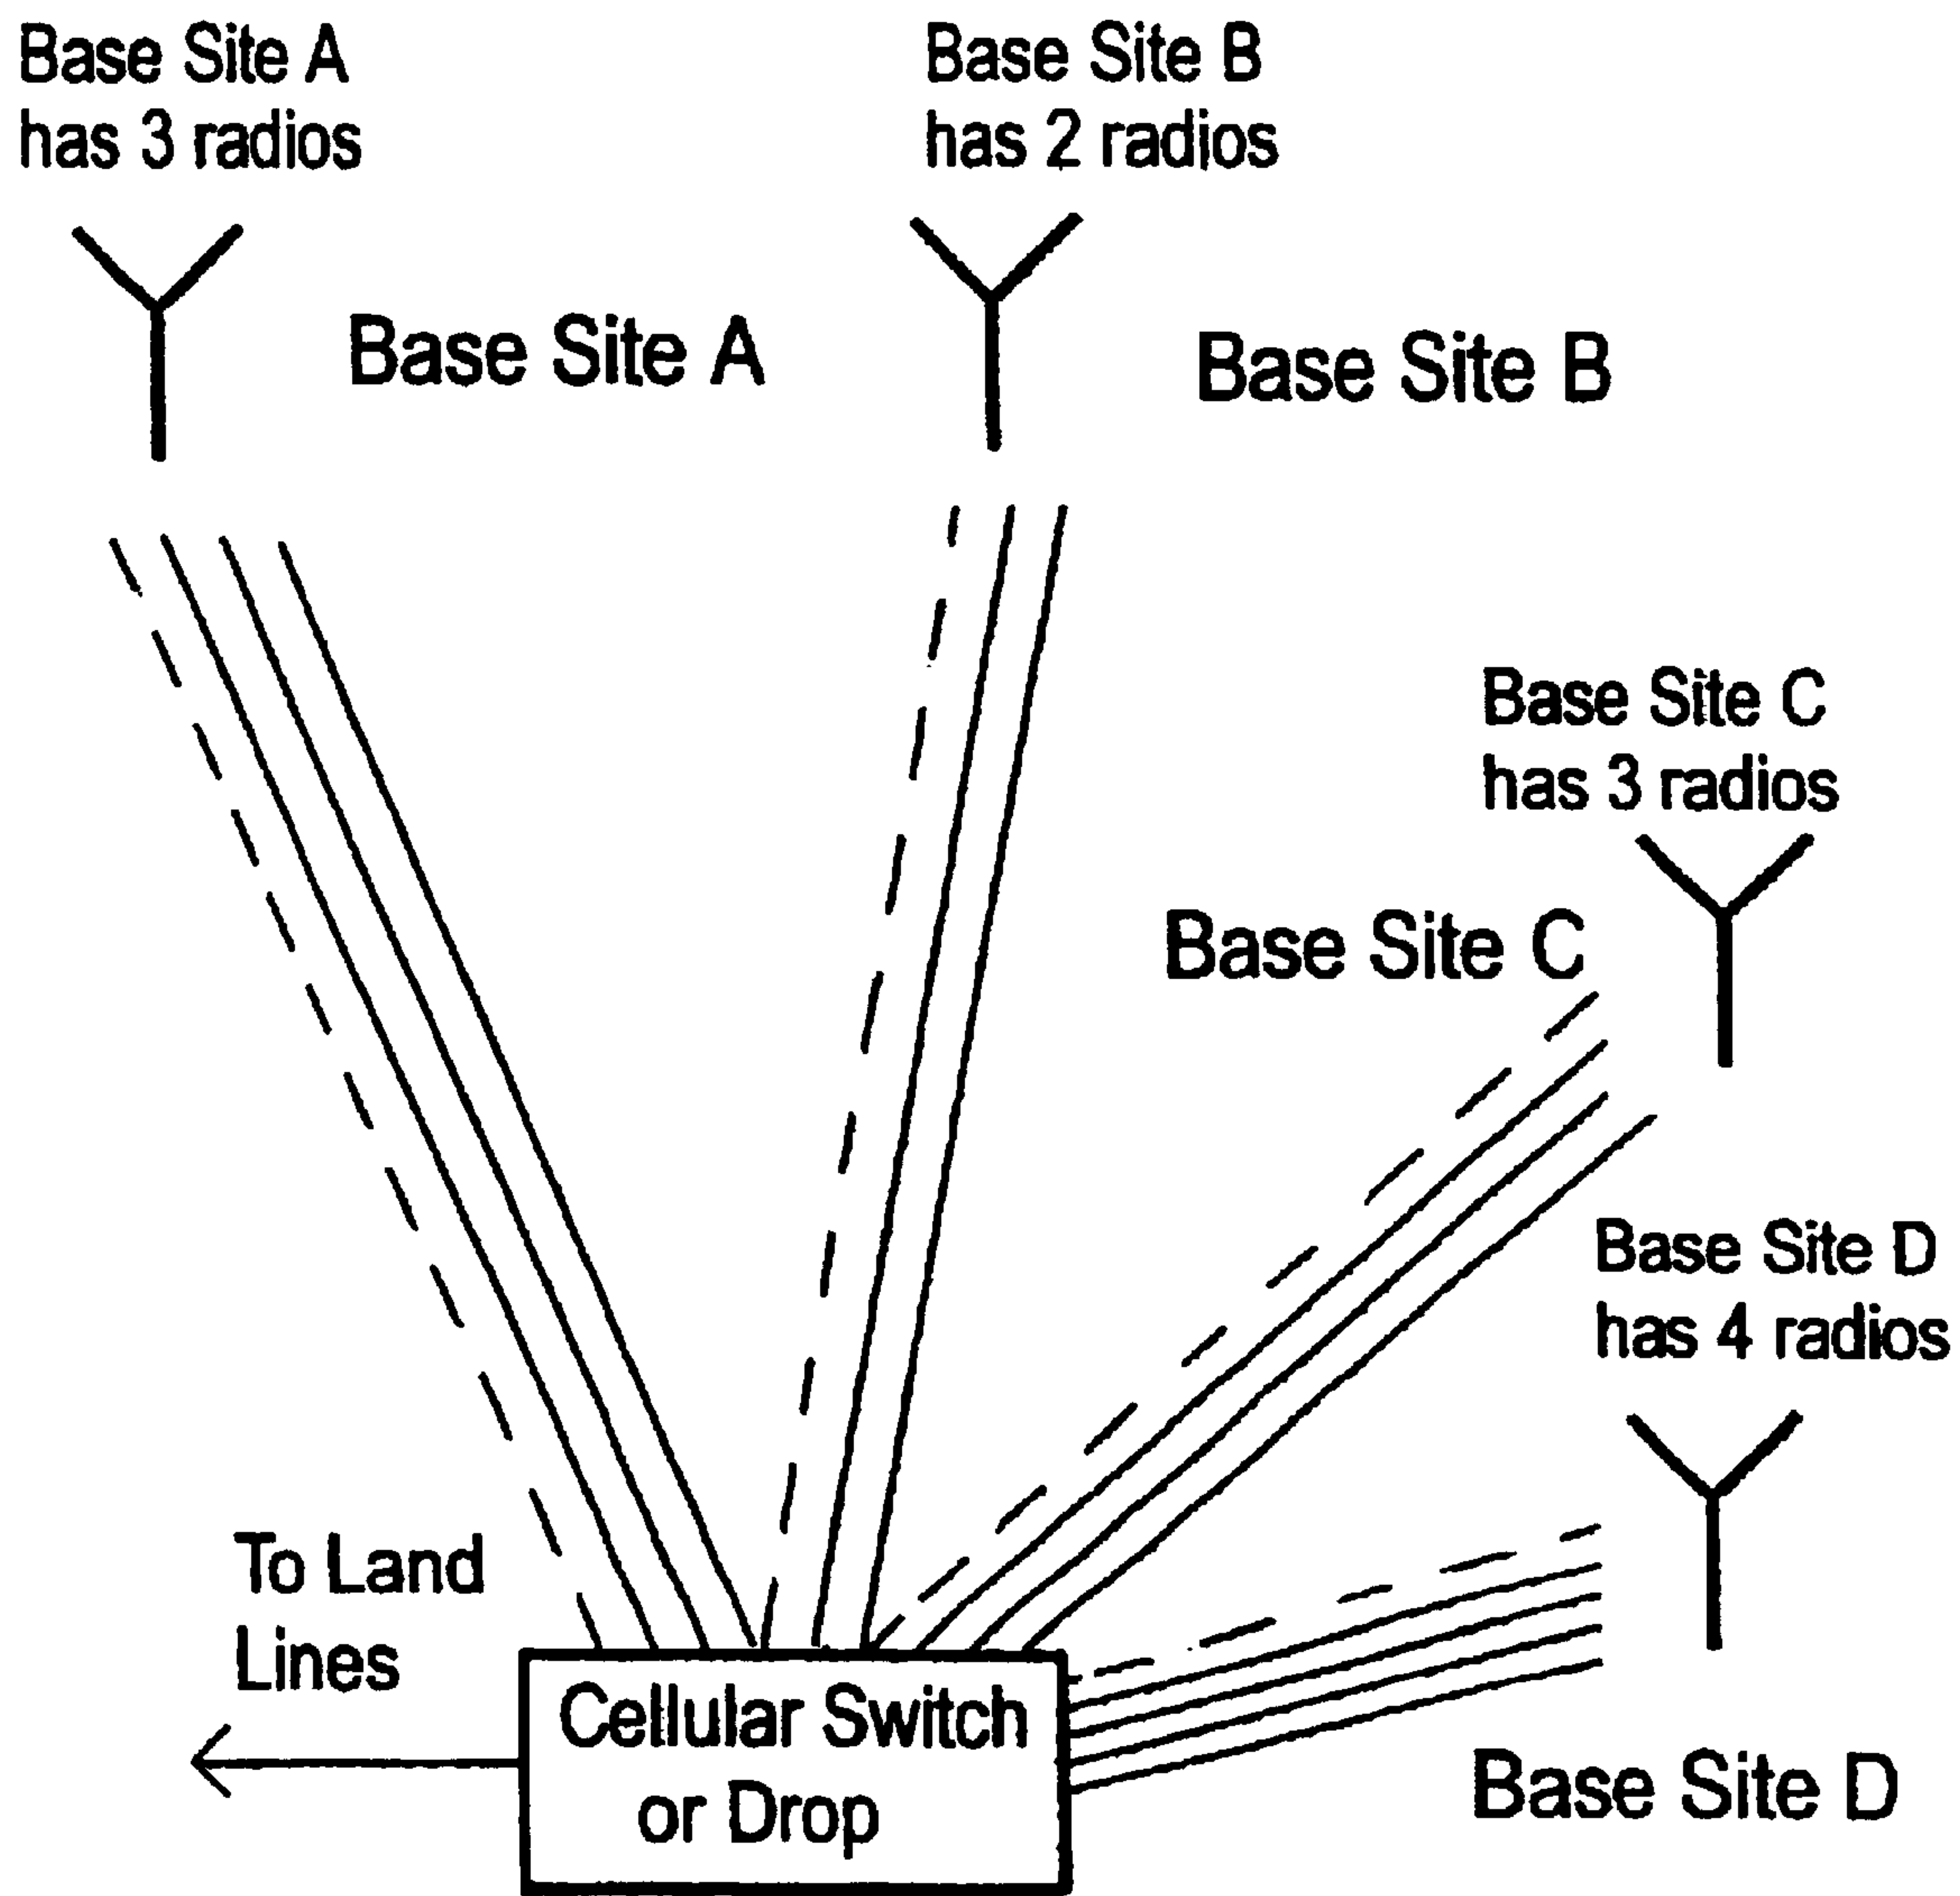 Base Site A
has 3 radios
Base Site B
has 2 radios
Base Site A
Base Site B
Base Site C
has 3 radios
Base Site C
Base Site D
has 4 radios
To Land
Lines
Cellular Switch
or Drop
Base Site D